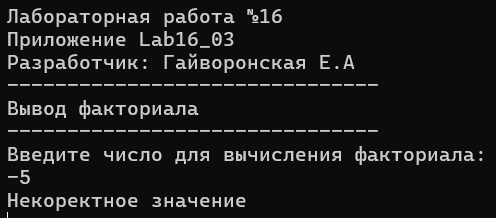 Лабораторная работа №16
Приложение Lab16_03
Разработчик: Гайворонская Е.А
-------------------------------
Вывод факториала
-------------------------------
Введите число для вычисления факториала:
-5
Некоректное значение